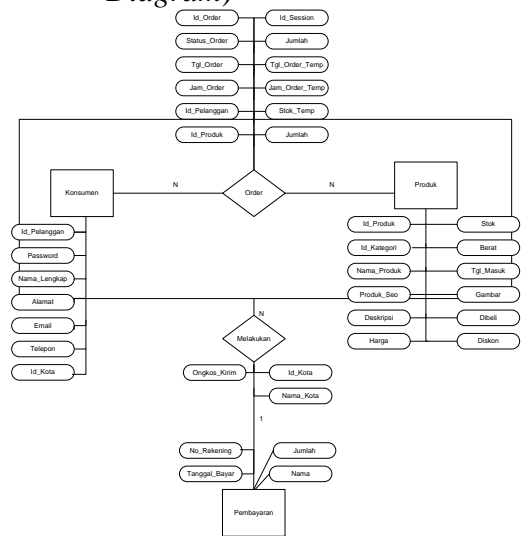 Diagram)
Id_Order
Id_Session
Status_Order
Jumlah
Tgl_Order
Tgl_Order_Temp
Jam_Order
Jam_Order_Temp
Id_Pelanggan
Stok_Temp
Id_Produk
Jumlah
Konsumen
N
Order
N
Produk
Id_Pelanggan
Password
Nama_Lengkap
Alamat
Email
Telepon
Id_Kota
Id_Produk
Stok
Id_Kategori
Berat
Nama_Produk
Tgl_Masuk
Produk_Seo
Gambar
Deskripsi
Dibeli
Harga
Diskon
N
Melakukan
Ongkos_Kirim
Id_Kota
Nama_Kota
1
No_Rekening
Jumlah
Tanggal_Bayar
Nama
Pembayaran